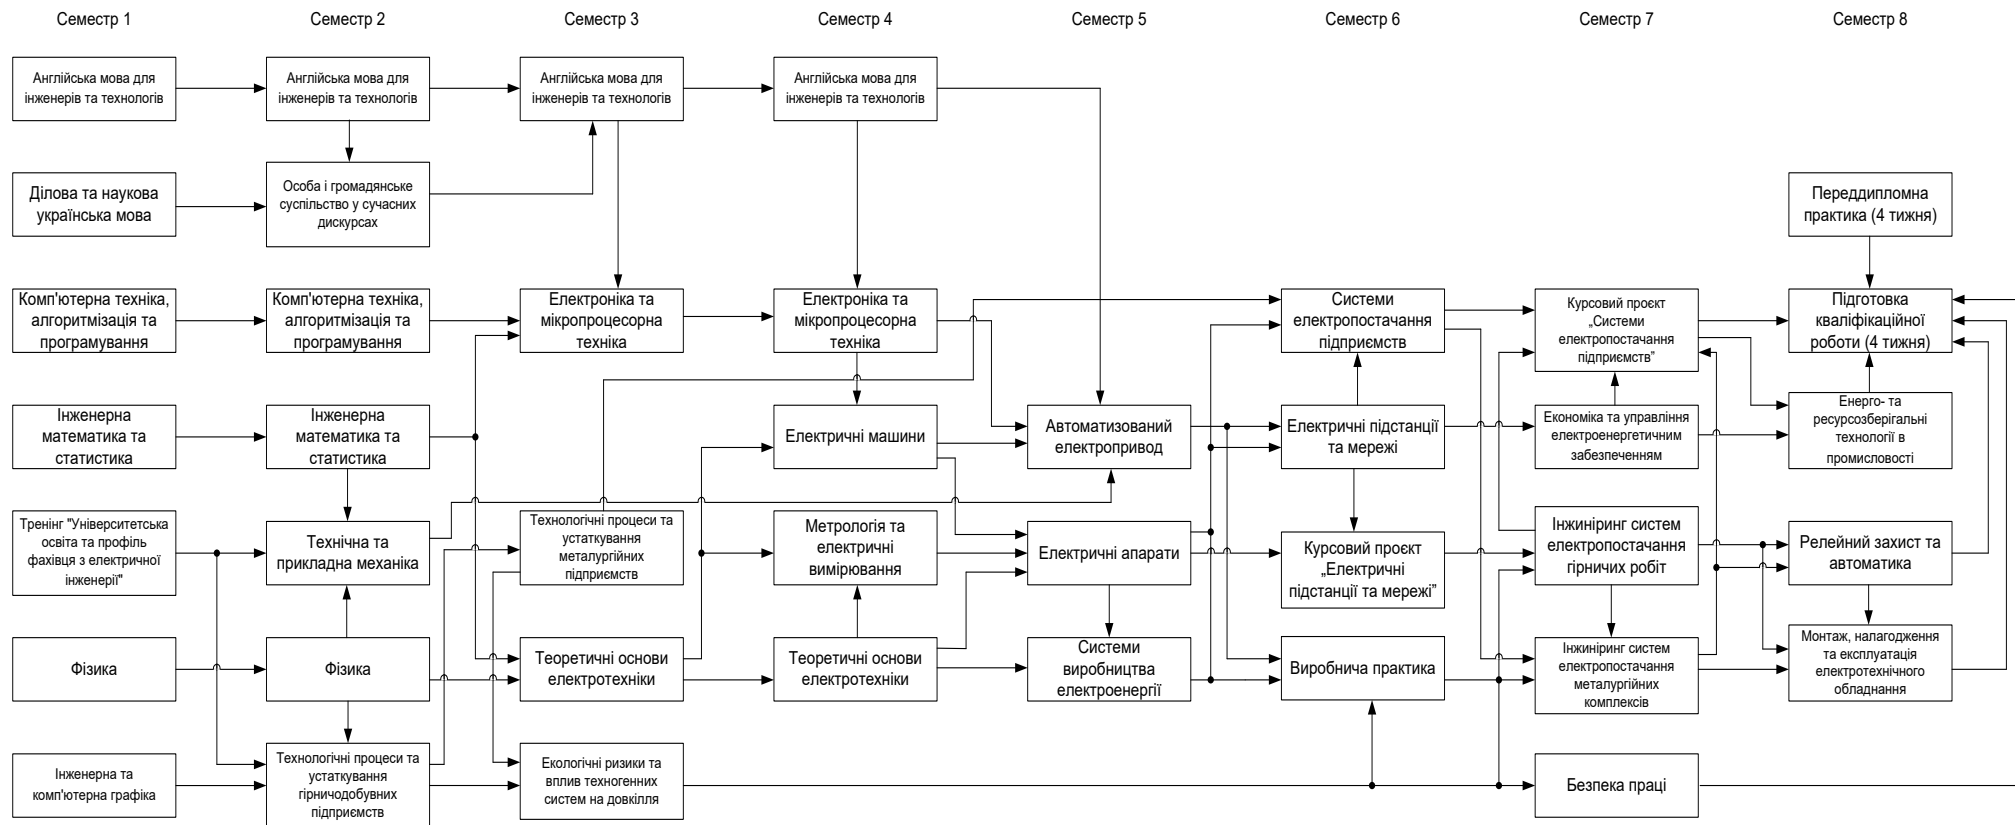 Семестр 1
Семестр 2
Семестр 3
Семестр 4
Семестр 5
Семестр 6
Семестр 7
Семестр 8
Англійська мова для
інженерів та технологів
Англійська мова для
інженерів та технологів
Англійська мова для
інженерів та технологів
Англійська мова для
інженерів та технологів
Ділова та наукова
українська мова
Особа і громадянське
суспільство у сучасних
дискурсах
Переддипломна
практика (4 тижня)
Комп'ютерна техніка,
алгоритмізація та
програмування
Комп'ютерна техніка,
алгоритмізація та
програмування
Електроніка та
мікропроцесорна
техніка
Електроніка та
мікропроцесорна
техніка
Системи
електропостачання
підприємств
Курсовий проєкт
„Системи
електропостачання
підприємств”
Підготовка
кваліфікаційної
роботи (4 тижня)
Інженерна
математика та
статистика
Інженерна
математика та
статистика
Електричні машини
Автоматизований
електропривод
Електричні підстанції
та мережі
Економіка та управління
електроенергетичним
забезпеченням
Енерго- та
ресурсозберігальні
технології в
промисловості
Тренінг "Університетська
освіта та профіль
фахівця з електричної
інженерії"
Технічна та
прикладна механіка
Технологічні процеси та
устаткування
металургійних
підприємств
Метрологія та
електричні
вимірювання
Електричні апарати
Курсовий проєкт
„Електричні
підстанції та мережі”
Інжиніринг систем
електропостачання
гірничих робіт
Релейний захист та
автоматика
Фізика
Фізика
Теоретичні основи
електротехніки
Теоретичні основи
електротехніки
Системи
виробництва
електроенергії
Виробнича практика
Інжиніринг систем
електропостачання
металургійних
комплексів
Монтаж, налагодження
та експлуатація
електротехнічного
обладнання
Інженерна та
комп'ютерна графіка
Технологічні процеси та
устаткування
гірничодобувних
підприємств
Екологічні ризики та
вплив техногенних
систем на довкілля
Безпека праці